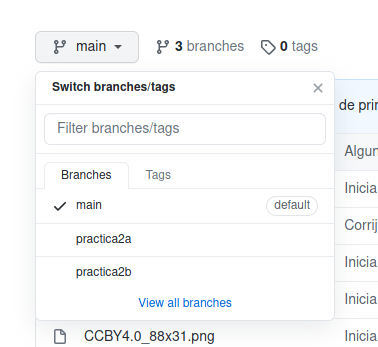 main 3 branches 0 tags
Switch branches/tags
de prir
Filter branches/tags
Algun
Branches Tags
Inicia
main default
Corrij
practica2a
Inicia
practica2b
Inicia
View all branches
CCBY4.0_88x31.png Inicia